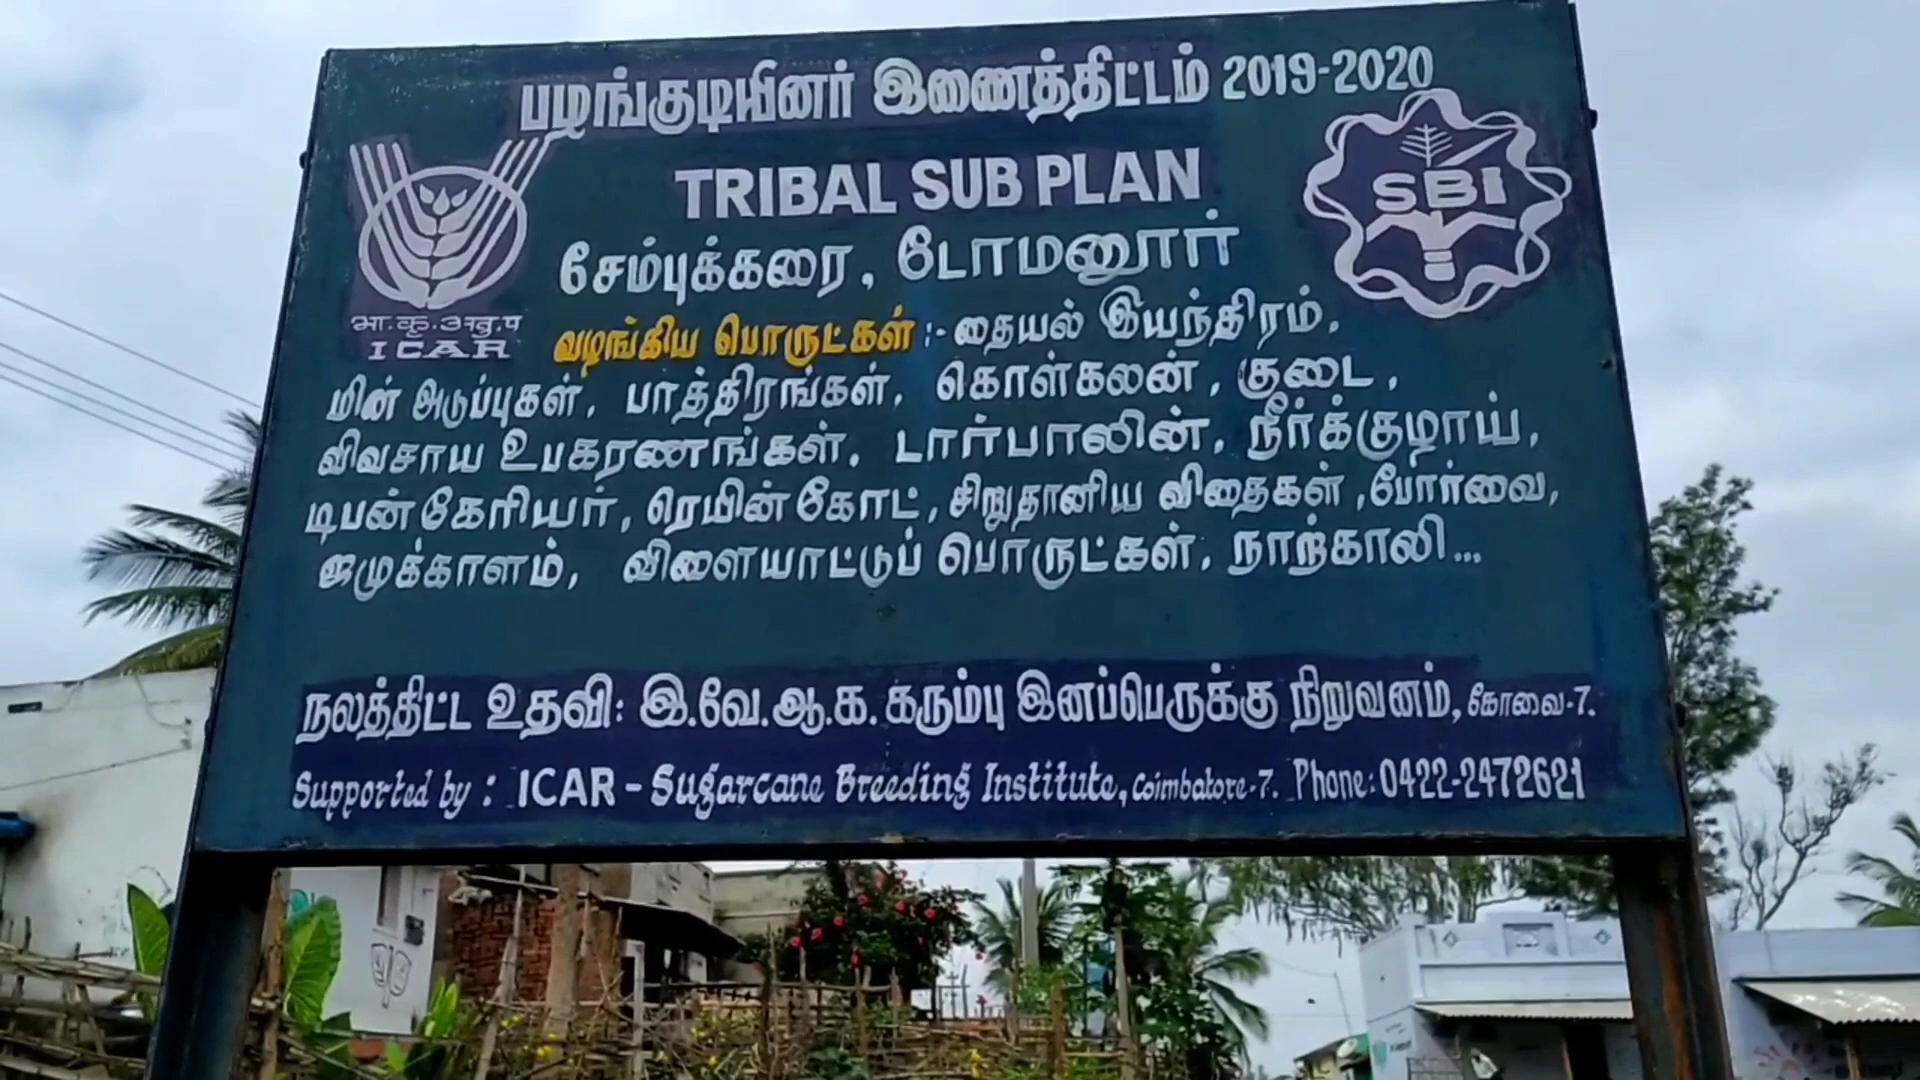 பழங்குடியினர் இணைத்திட்டம் 2019-2020
TRIBAL SUB PLAN
சேம்புக்கரை, டோமனூர்
வழங்கிய பொருட்கள் :- தையல் இயந்திரம்,
மின் அடுப்புகள், பாத்திரங்கள், கொள்கலன், குடை,
விவசாய உபகரணங்கள், டார்பாலின், நீர்க்குழாய்,
டிபன் கேரியர், ரெயின் கோட், சிறுதானிய விதைகள், போர்வை,
ஜமுக்காளம், விளையாட்டுப் பொருட்கள், நாற்காலி...
நலத்திட்ட உதவி: இ.வே.ஆ.க. கரும்பு இனப்பெருக்கு நிறுவனம், கோவை-7.
Supported by : ICAR - Sugarcane Breeding Institute, Coimbatore-7. Phone: 0422-2472621
भा.कृ.अनु.प
ICAR
SBI